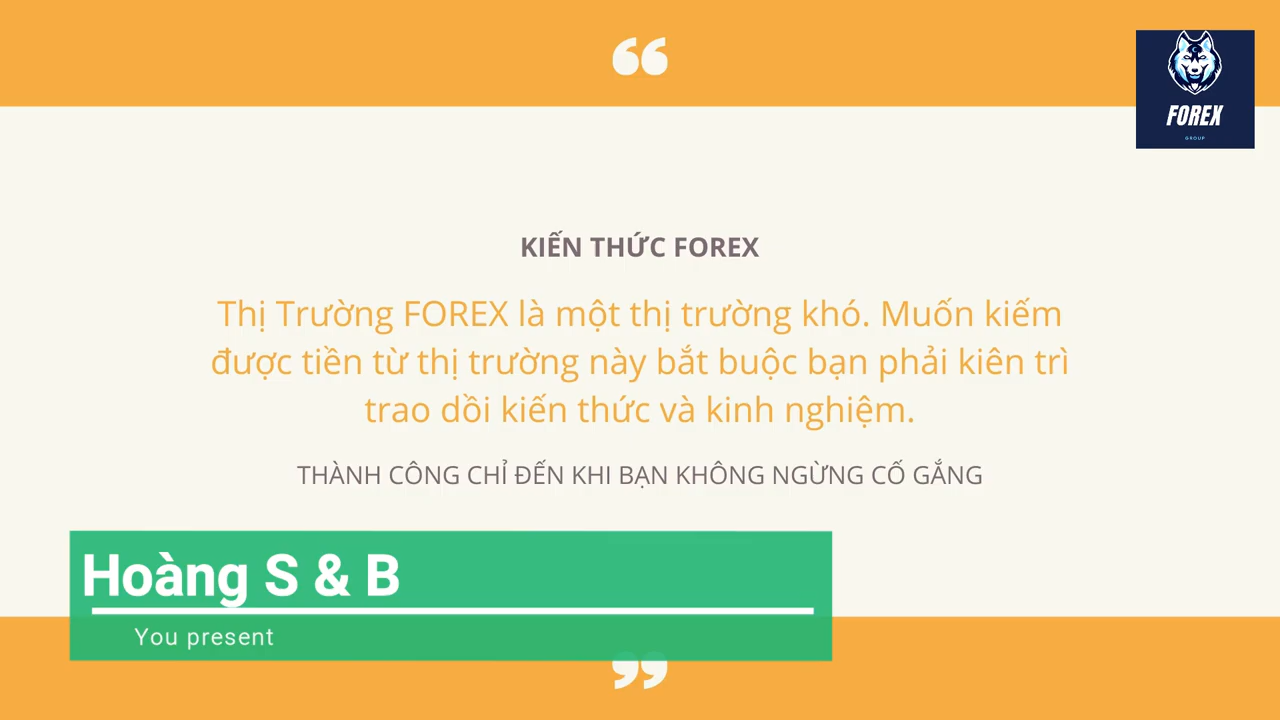 “
FOREX
GROUP
KIẾN THỨC FOREX
Thị Trường FOREX là một thị trường khó. Muốn kiếm
được tiền từ thị trường này bắt buộc bạn phải kiên trì
trao dồi kiến thức và kinh nghiệm.
THÀNH CÔNG CHỈ ĐẾN KHI BẠN KHÔNG NGỪNG CỐ GẮNG
Hoàng S & B
You present
”